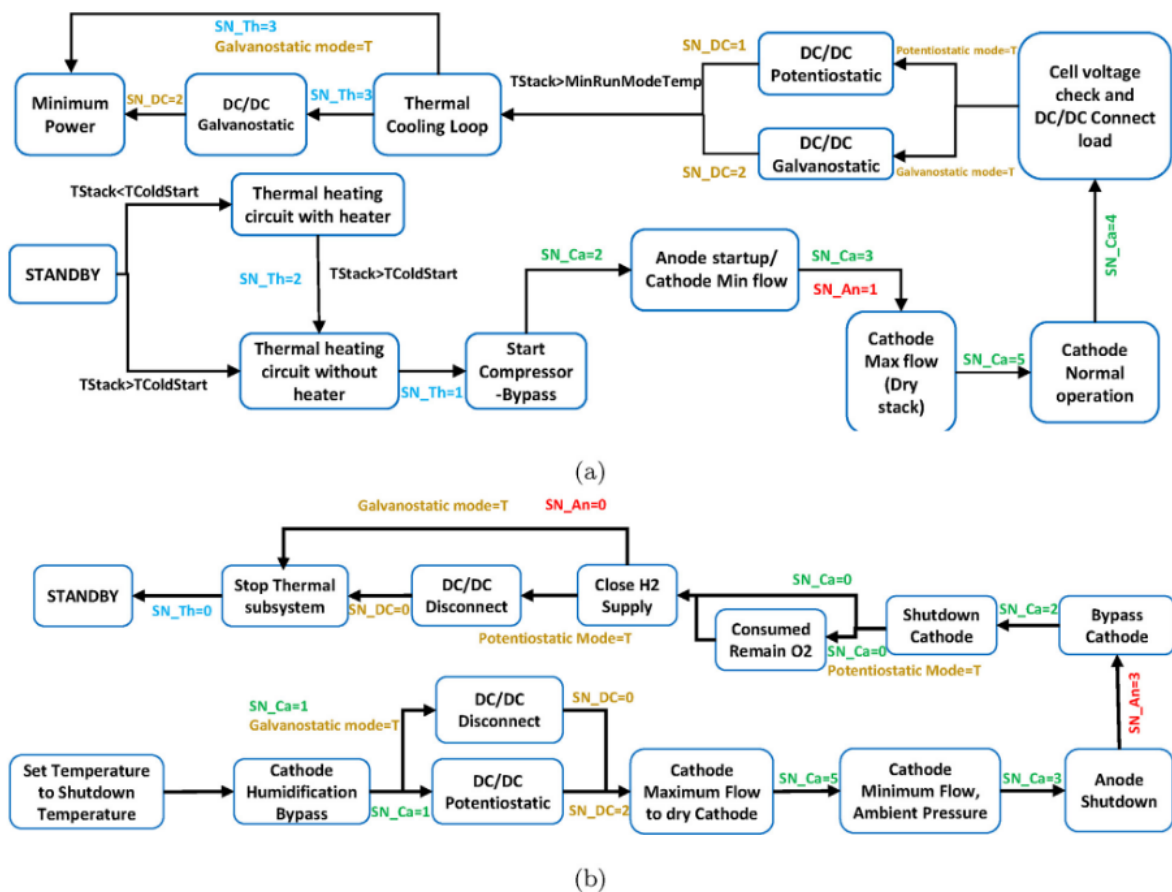 SN_Th=3
Galvanostatic mode=T
Minimum
Power
SN_DC=2
DC/DC
Galvanostatic
SN_Th=3
Thermal
Cooling Loop
TStack>MinRunModeTemp
SN_DC=1
DC/DC
Potentiostatic
SN_DC=2
DC/DC
Galvanostatic
Potentiostatic mode=T
Galvanostatic mode=T
Cell voltage
check and
DC/DC Connect
load
STANDBY
TStack<TColdStart
Thermal heating
circuit with heater
SN_Th=2
TStack>TColdStart
TStack>TColdStart
Thermal heating
circuit without
heater
SN_Th=1
Start
Compressor
-Bypass
SN_Ca=2
Anode startup/
Cathode Min flow
SN_Ca=3
SN_An=1
Cathode
Max flow
(Dry
stack)
SN_Ca=5
Cathode
Normal
operation
SN_Ca=4
(a)
Galvanostatic mode=T
SN_An=0
STANDBY
SN_Th=0
Stop Thermal
subsystem
SN_DC=0
DC/DC
Disconnect
Potentiostatic Mode=T
Close H2
Supply
SN_Ca=0
Consumed
Remain O2
SN_Ca=0
Potentiostatic Mode=T
Shutdown
Cathode
SN_Ca=2
Bypass
Cathode
SN_An=3
Set Temperature
to Shutdown
Temperature
Cathode
Humidification
Bypass
SN_Ca=1
Galvanostatic mode=T
SN_Ca=1
DC/DC
Disconnect
SN_DC=0
DC/DC
Potentiostatic
SN_DC=2
Cathode
Maximum Flow
to dry Cathode
SN_Ca=5
Cathode
Minimum Flow,
Ambient Pressure
SN_Ca=3
Anode
Shutdown
(b)